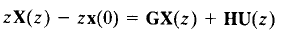 zX(z) − zx(0) = GX(z) + HU(z)